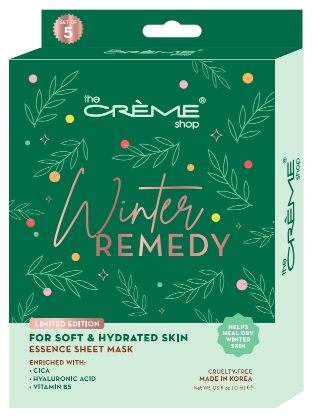 SET OF
5
the
CRÈME®
shop
Winter
REMEDY
LIMITED EDITION
FOR SOFT & HYDRATED SKIN
ESSENCE SHEET MASK
ENRICHED WITH:
• CICA
• HYALURONIC ACID
• VITAMIN B5
HELPS
HEAL DRY
WINTER
SKIN
CRUELTY-FREE
MADE IN KOREA
the
CRÈME®
shop